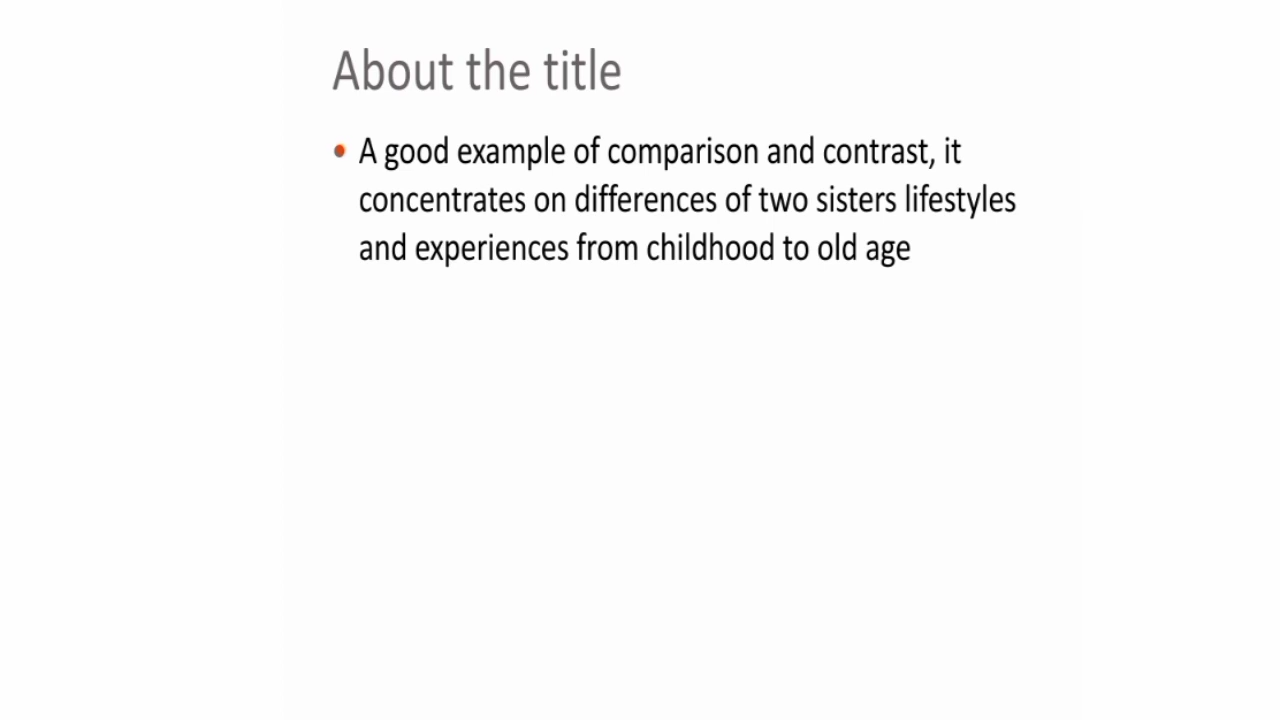 About the title
• A good example of comparison and contrast, it
concentrates on differences of two sisters lifestyles
and experiences from childhood to old age